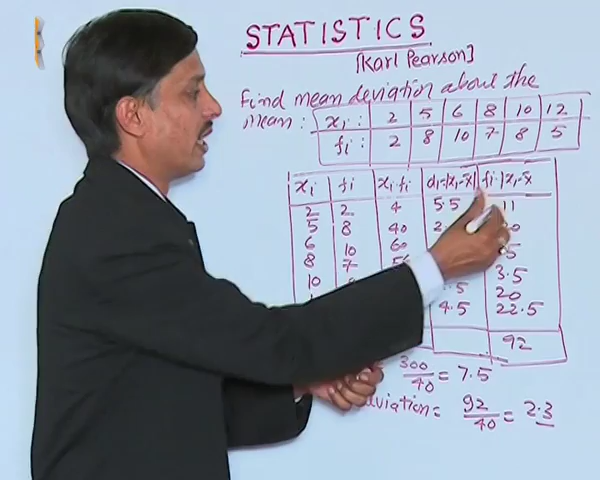 STATISTICS
[Karl Pearson]
Find mean deviation about the
mean:
xi : 2 5 6 8 10 12
fi : 2 8 10 7 8 5
xi fi xi fi di=|xi-x̄| fi |xi-x̄
2 2 4 5.5 11
5 8 40
6 10 60
8 7 3.5
10 20
4.5 22.5
92
300/40 = 7.5
92/40 = 2.3